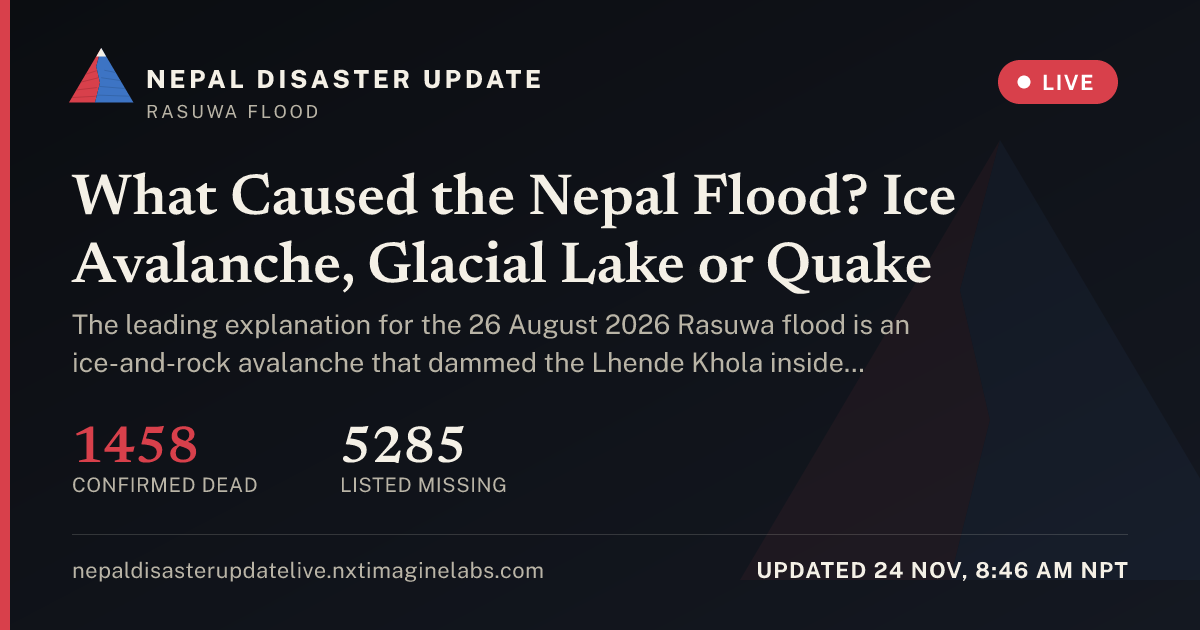 NEPAL DISASTER UPDATE
RASUWA FLOOD
LIVE
What Caused the Nepal Flood? Ice
Avalanche, Glacial Lake or Quake
The leading explanation for the 26 August 2026 Rasuwa flood is an
ice-and-rock avalanche that dammed the Lhende Khola inside...
1458
CONFIRMED DEAD
5285
LISTED MISSING
nepaldisasterupdatelive.nxtimaginelabs.com
UPDATED 24 NOV, 8:46 AM NPT